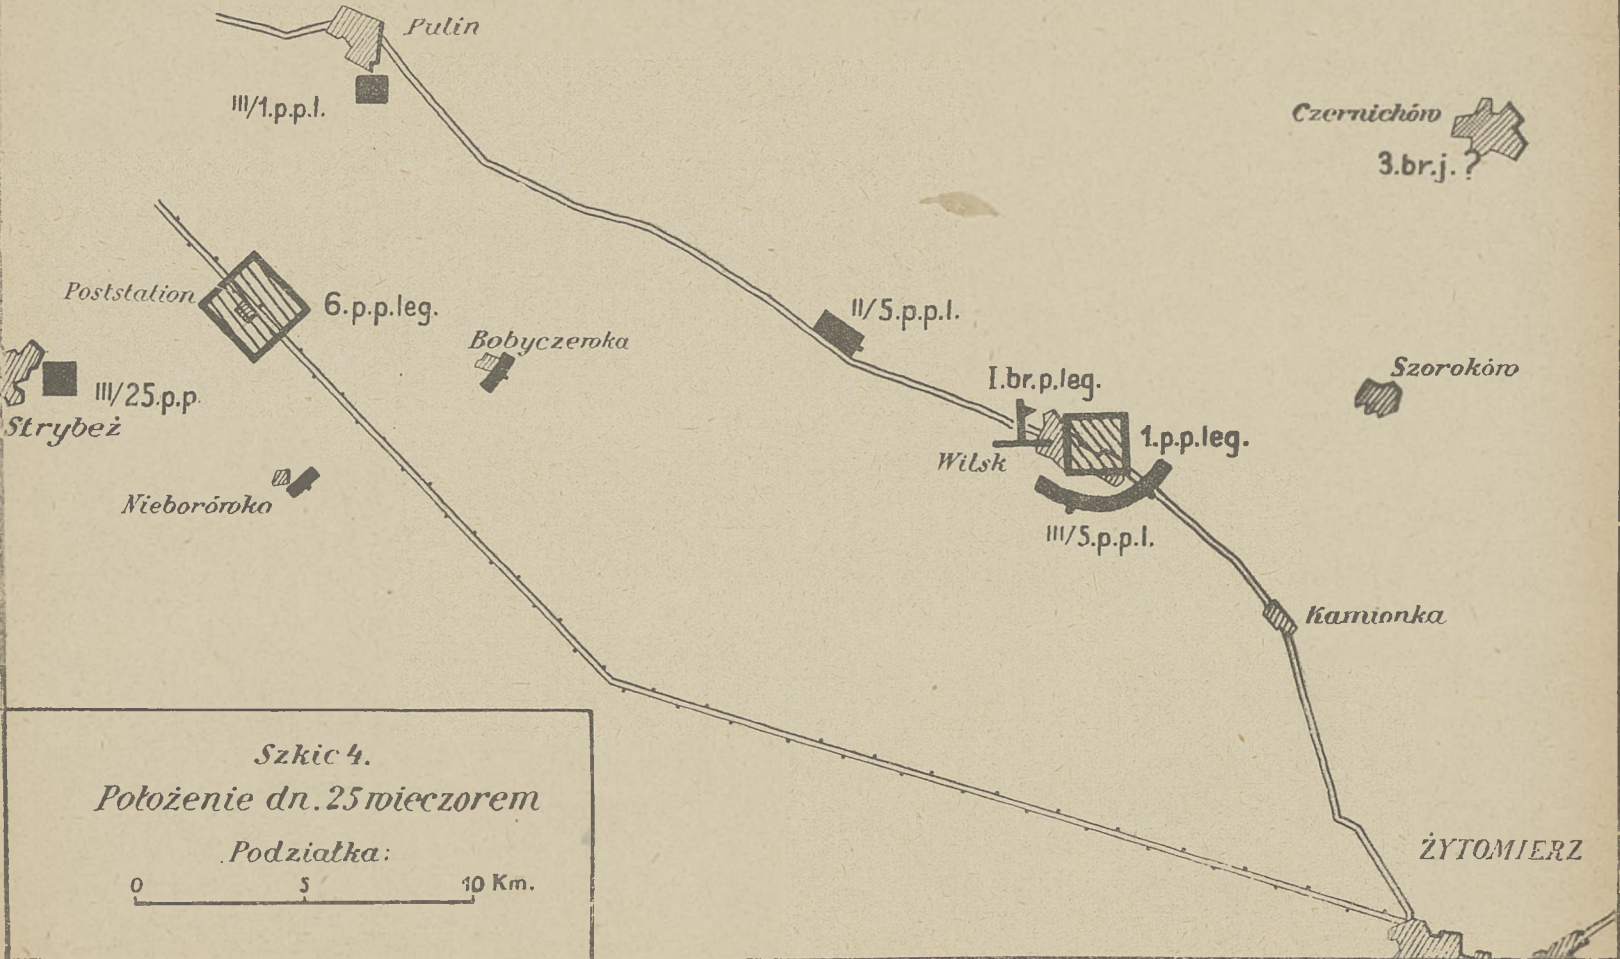 Pulin
III/1.p.p.l.
Czernichów
3.br.j.?
Poststation
6.p.p.leg.
II/5.p.p.l.
Bobyczewka
Szoroków
I.br.p.leg.
III/25.p.p.
1.p.p.leg.
Strybeż
Wilsk
Nieborówka
III/5.p.p.l.
Kamionka
Szkic 4.
Położenie dn. 25 wieczorem
Podziałka:
ŻYTOMIERZ
0 5 10 Km.